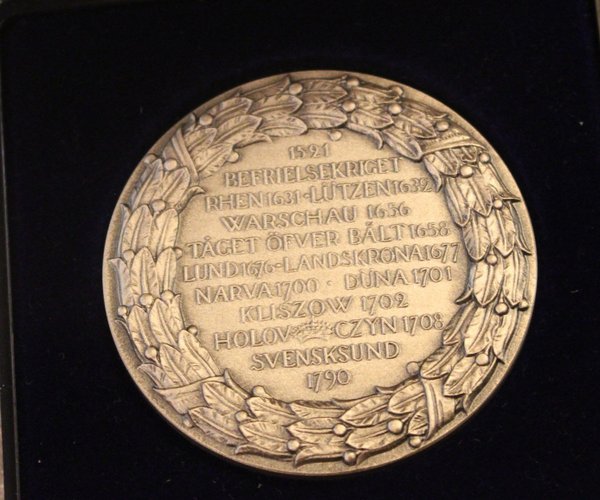 1521
BEFRIELSEKRIGET
RHEN 1631 · LÜTZEN 1632
WARSCHAU 1656
TÅGET ÖFVER BÄLT 1658
LUND 1676 · LANDSKRONA 1677
NARVA 1700 · DÜNA 1701
KLISZOW 1702
HOLOV CZYN 1708
SVENSKSUND
1790